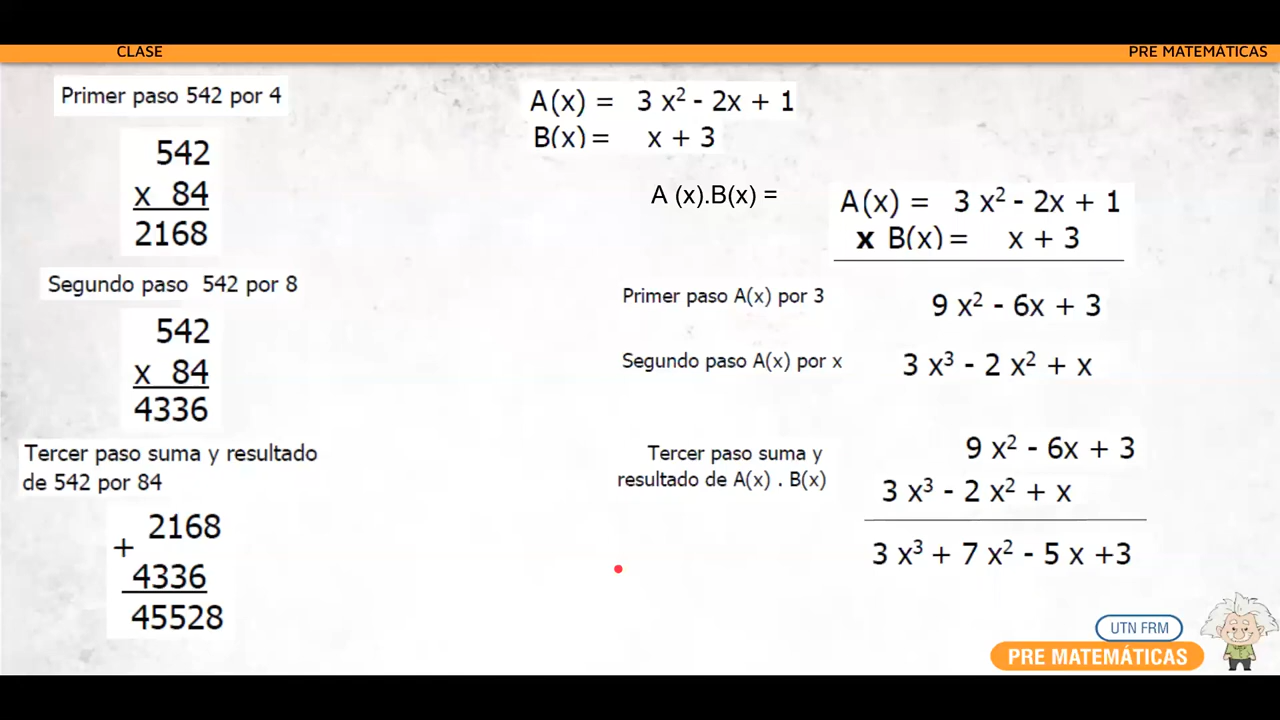 CLASE
PRE MATEMÁTICAS
Primer paso 542 por 4
542
x 84
2168
Segundo paso 542 por 8
542
x 84
4336
Tercer paso suma y resultado
de 542 por 84
2168
+
4336
45528
A(x) = 3 x² - 2x + 1
B(x) = x + 3
A (x).B(x) =
A(x) = 3 x² - 2x + 1
x B(x) = x + 3
Primer paso A(x) por 3
9 x² - 6x + 3
Segundo paso A(x) por x
3 x³ - 2 x² + x
Tercer paso suma y
resultado de A(x) . B(x)
9 x² - 6x + 3
3 x³ - 2 x² + x
3 x³ + 7 x² - 5 x +3
UTN FRM
PRE MATEMÁTICAS